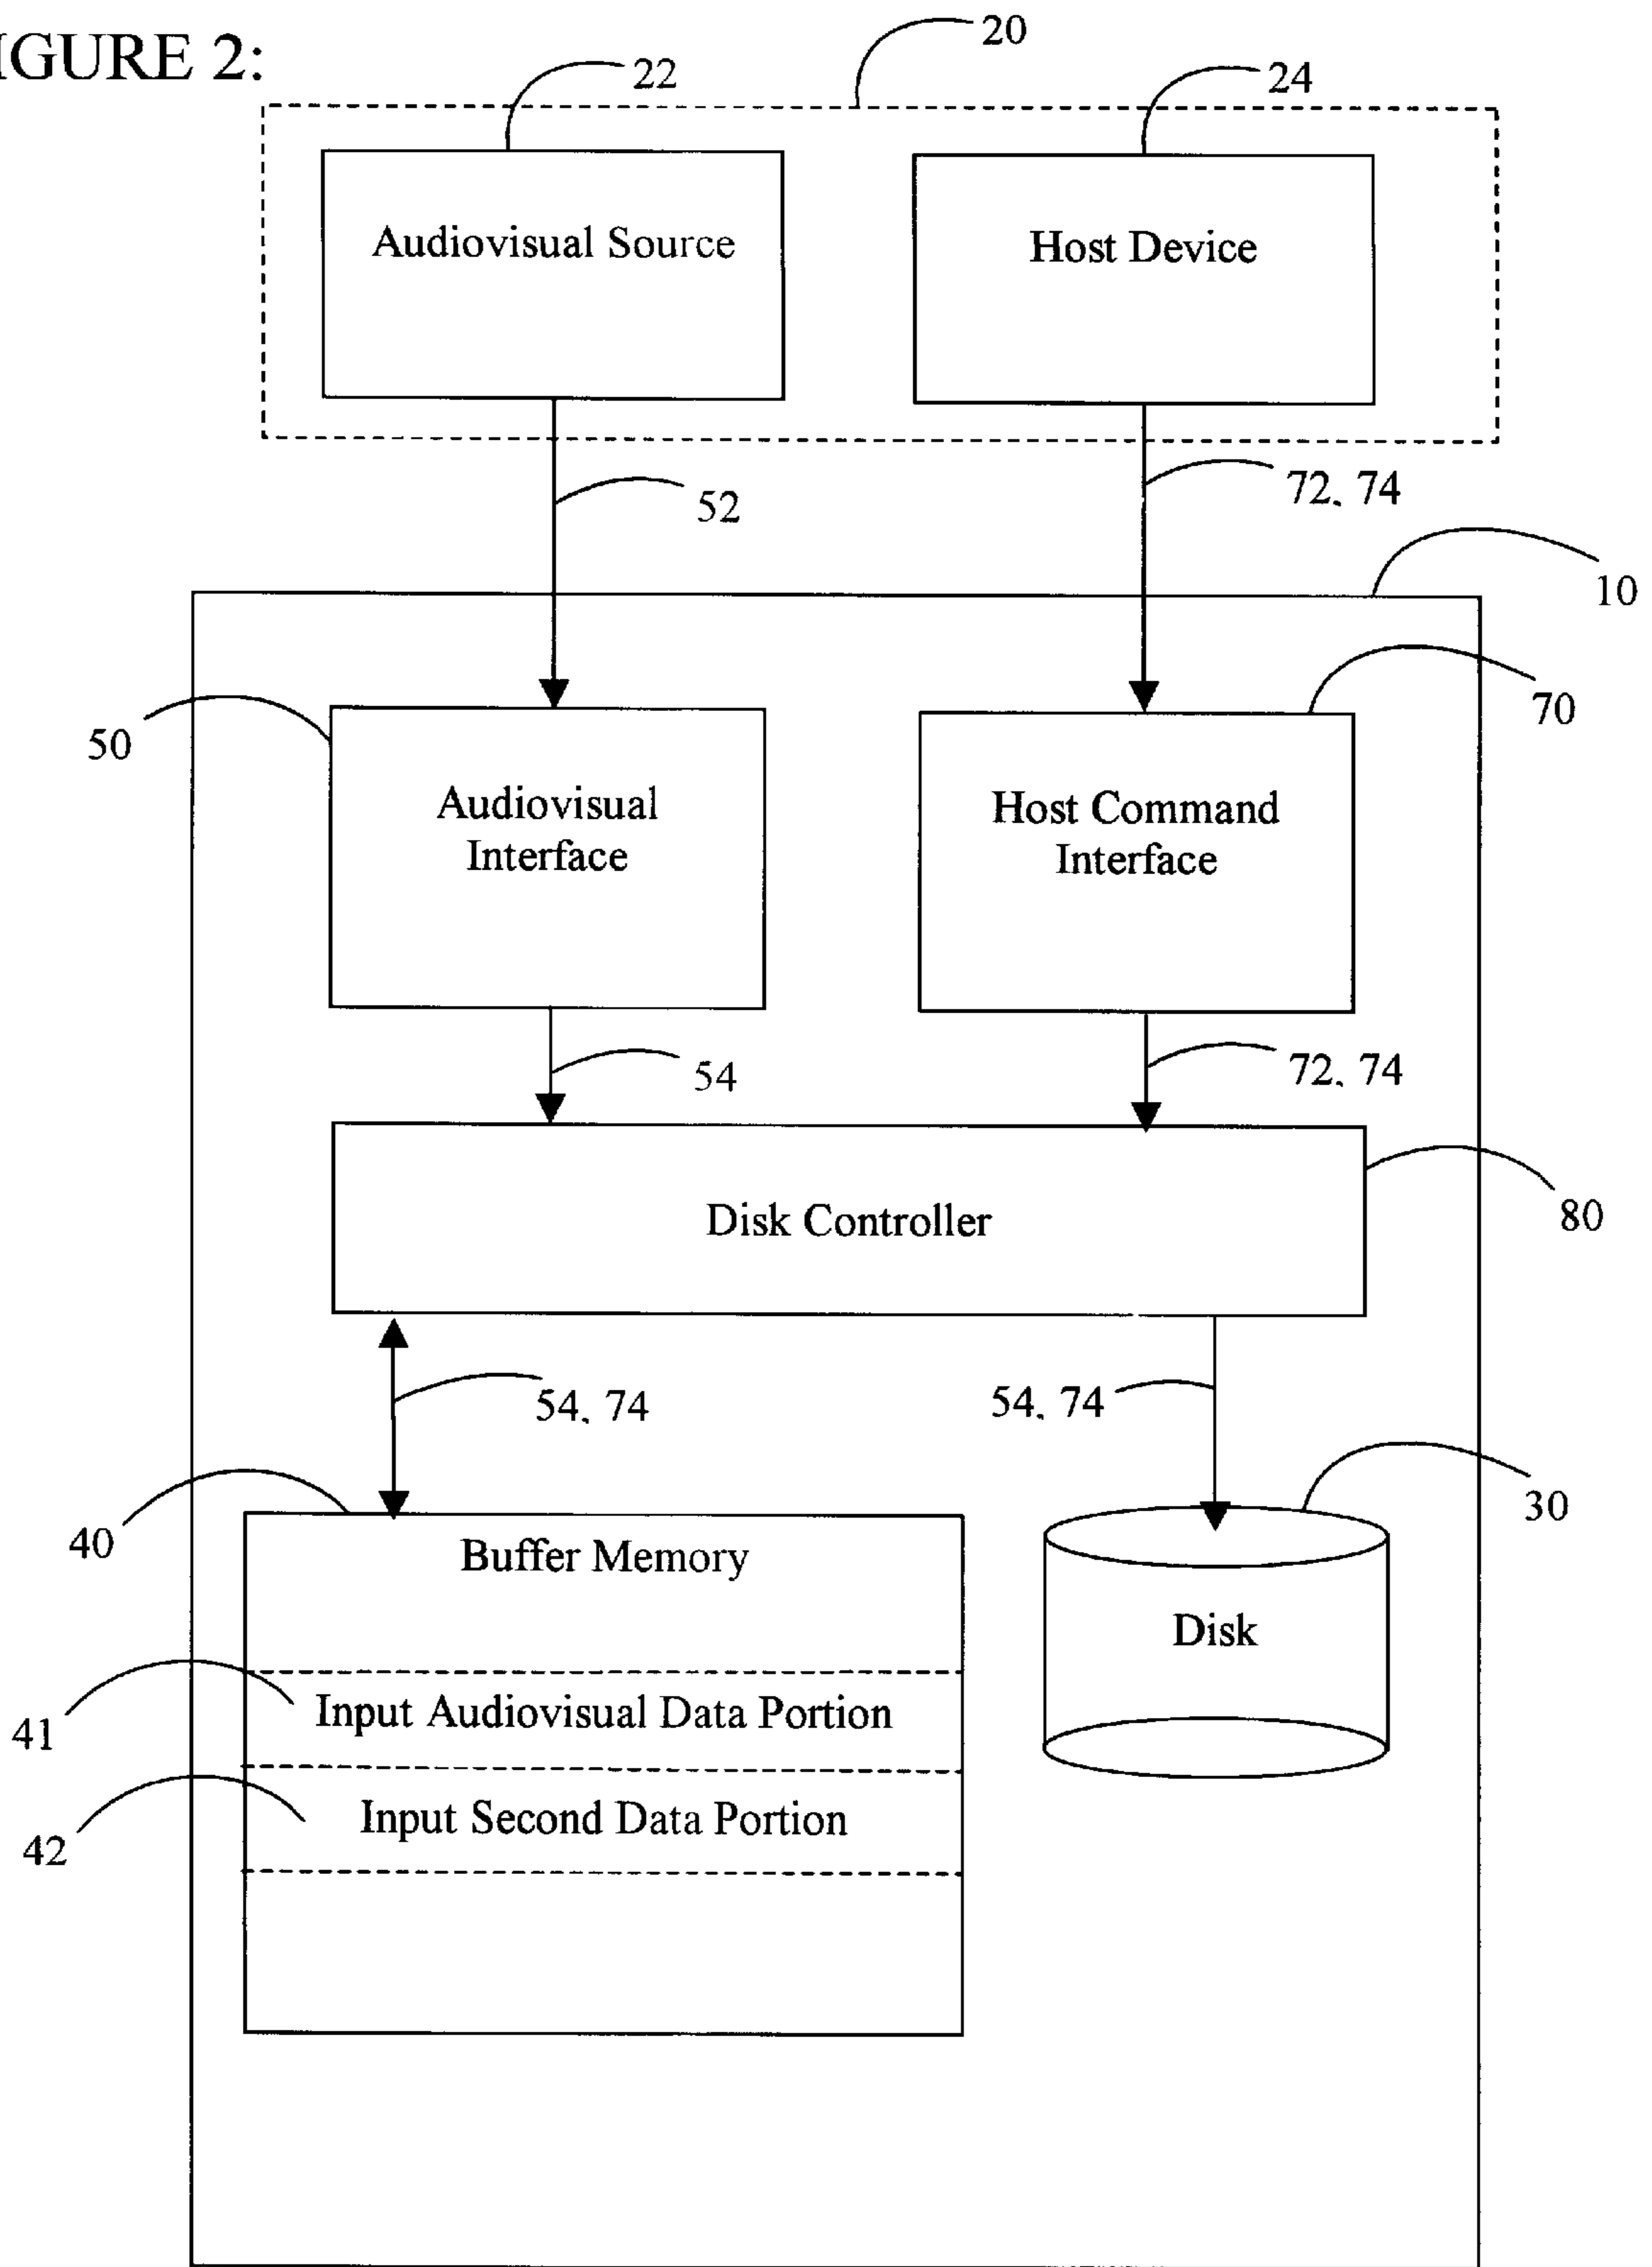 IGURE 2:
20
22
24
Audiovisual Source
Host Device
52
72, 74
10
50
70
Audiovisual
Interface
Host Command
Interface
54
72, 74
Disk Controller
80
54, 74
54, 74
40
30
Buffer Memory
Disk
41
Input Audiovisual Data Portion
42
Input Second Data Portion